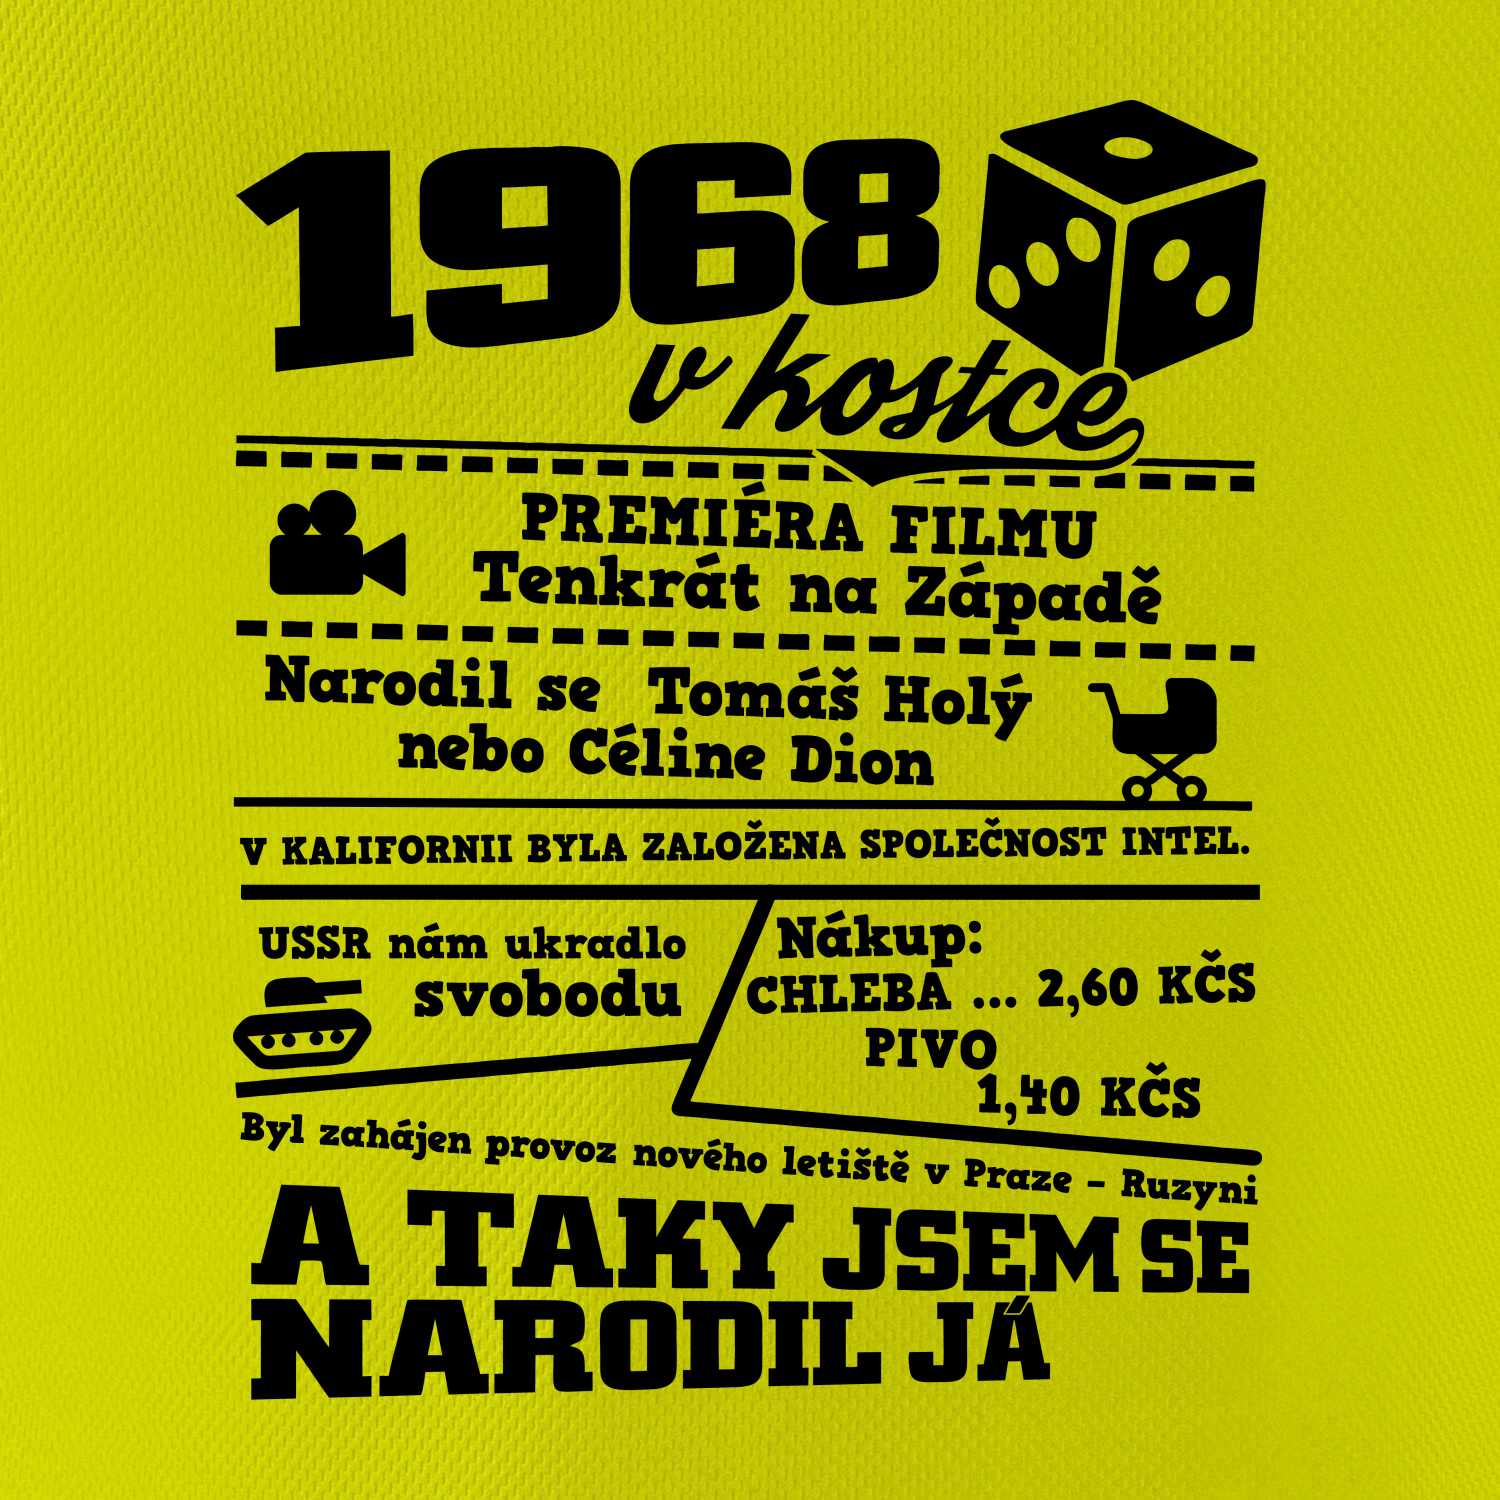 1968
v kostce
PREMIÉRA FILMU
Tenkrát na Západě
Narodil se Tomáš Holý
nebo Céline Dion
V KALIFORNII BYLA ZALOŽENA SPOLEČNOST INTEL.
USSR nám ukradlo
svobodu
Nákup:
CHLEBA ... 2,60 KČS
PIVO
1,40 KČS
Byl zahájen provoz nového letiště v Praze – Ruzyni
A TAKY JSEM SE
NARODIL JÁ